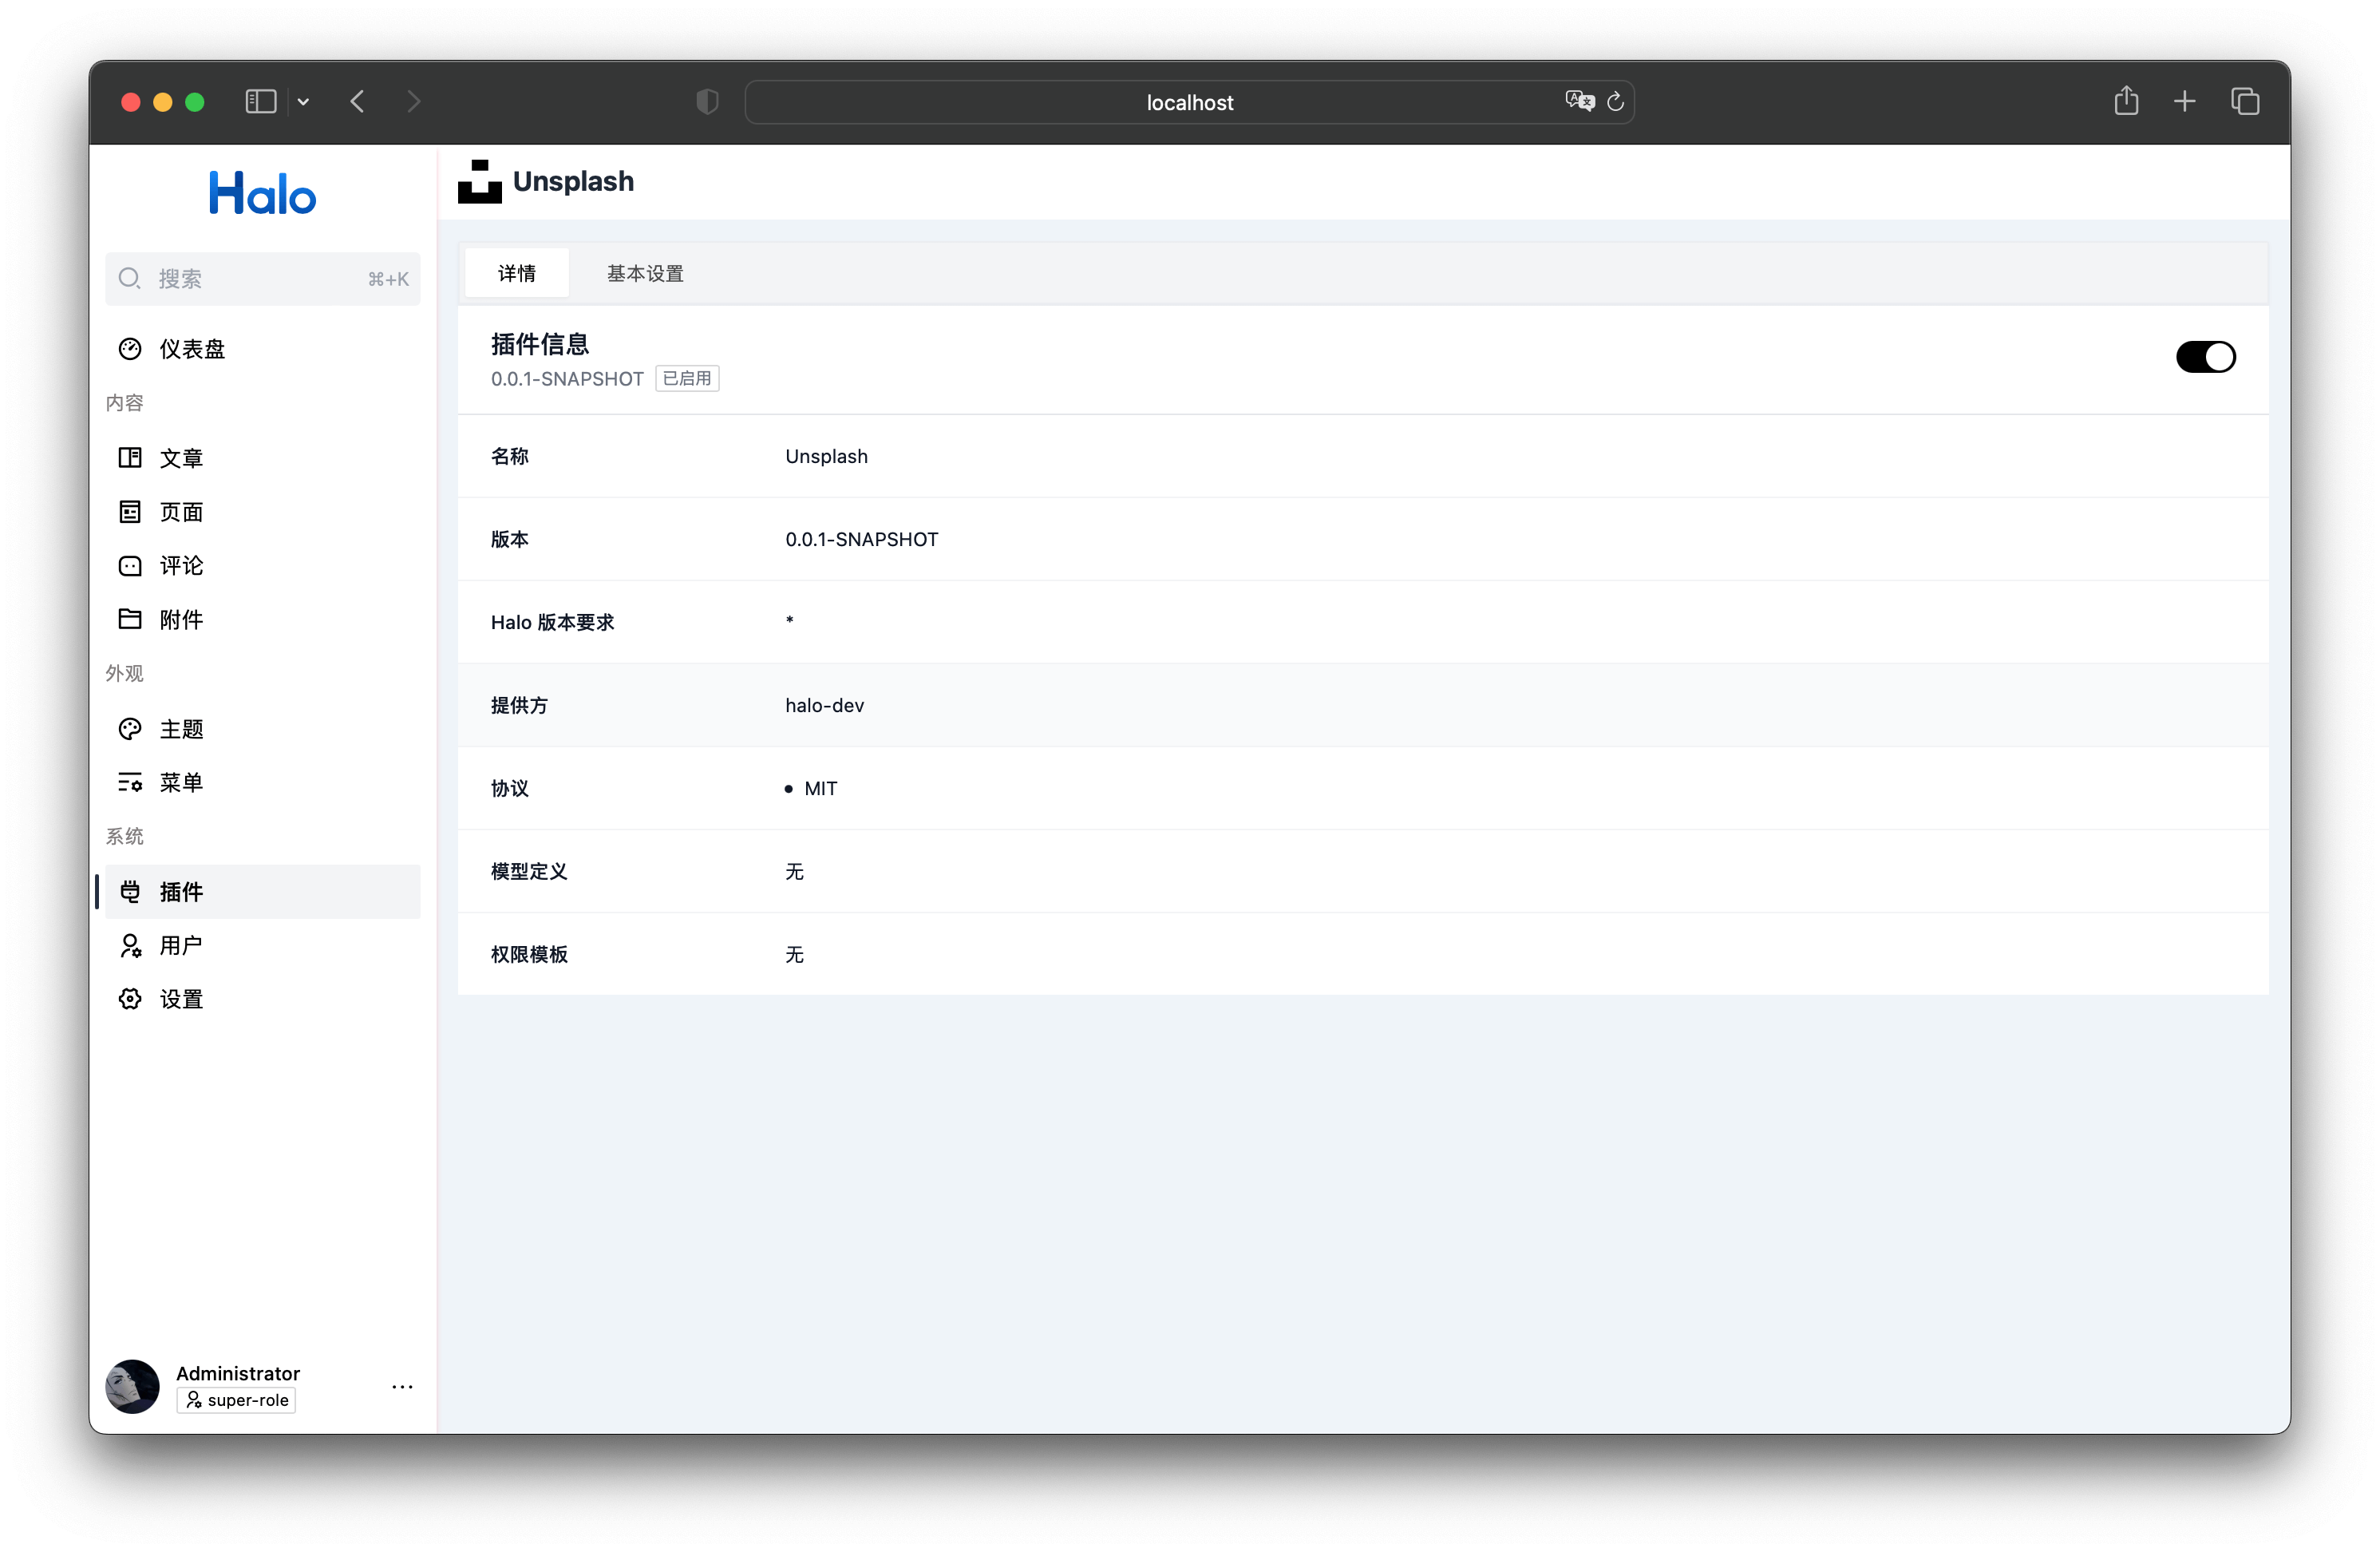 localhost
Halo
搜索 ⌘+K
仪表盘
内容
文章
页面
评论
附件
外观
主题
菜单
系统
插件
用户
设置
Administrator
super-role
Unsplash
详情 基本设置
插件信息
0.0.1-SNAPSHOT 已启用
名称 Unsplash
版本 0.0.1-SNAPSHOT
Halo 版本要求 *
提供方 halo-dev
协议 • MIT
模型定义 无
权限模板 无